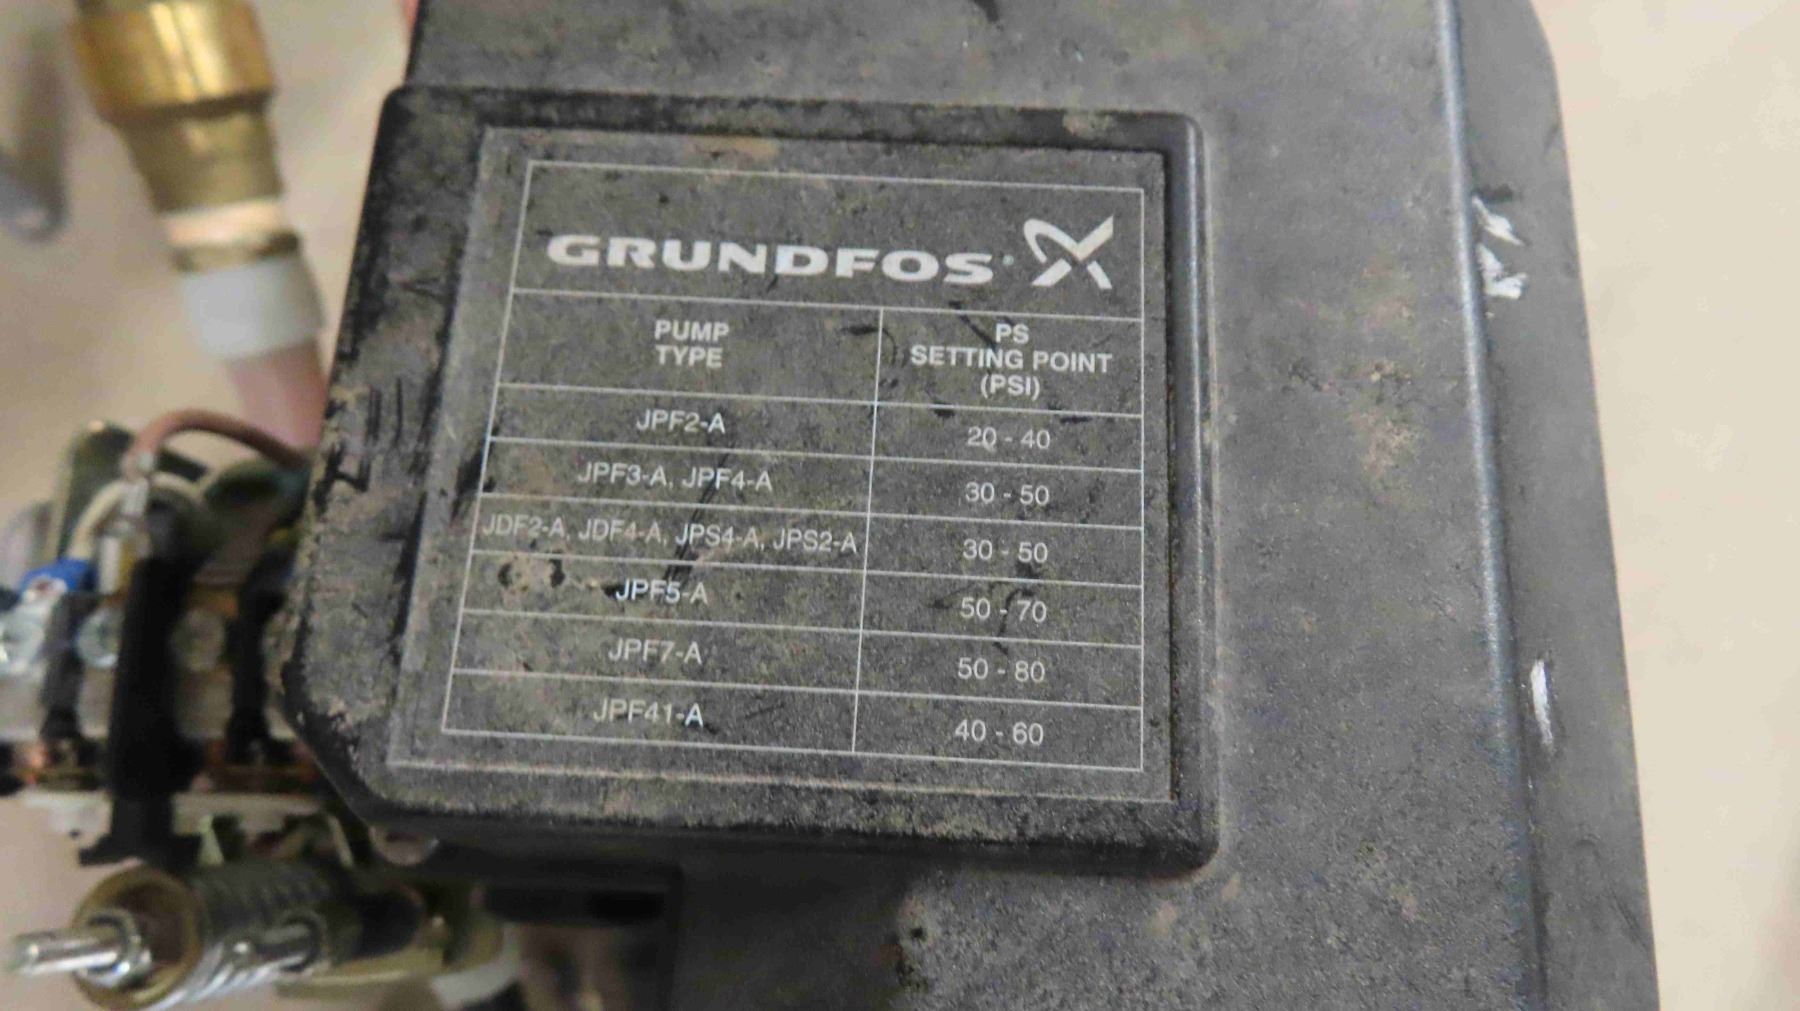 GRUNDFOS®
PUMP TYPE
PS SETTING POINT (PSI)
JPF2-A 20 - 40
JPF3-A, JPF4-A 30 - 50
JDF2-A, JDF4-A, JPS4-A, JPS2-A 30 - 50
JPF5-A 50 - 70
JPF7-A 50 - 80
JPF41-A 40 - 60